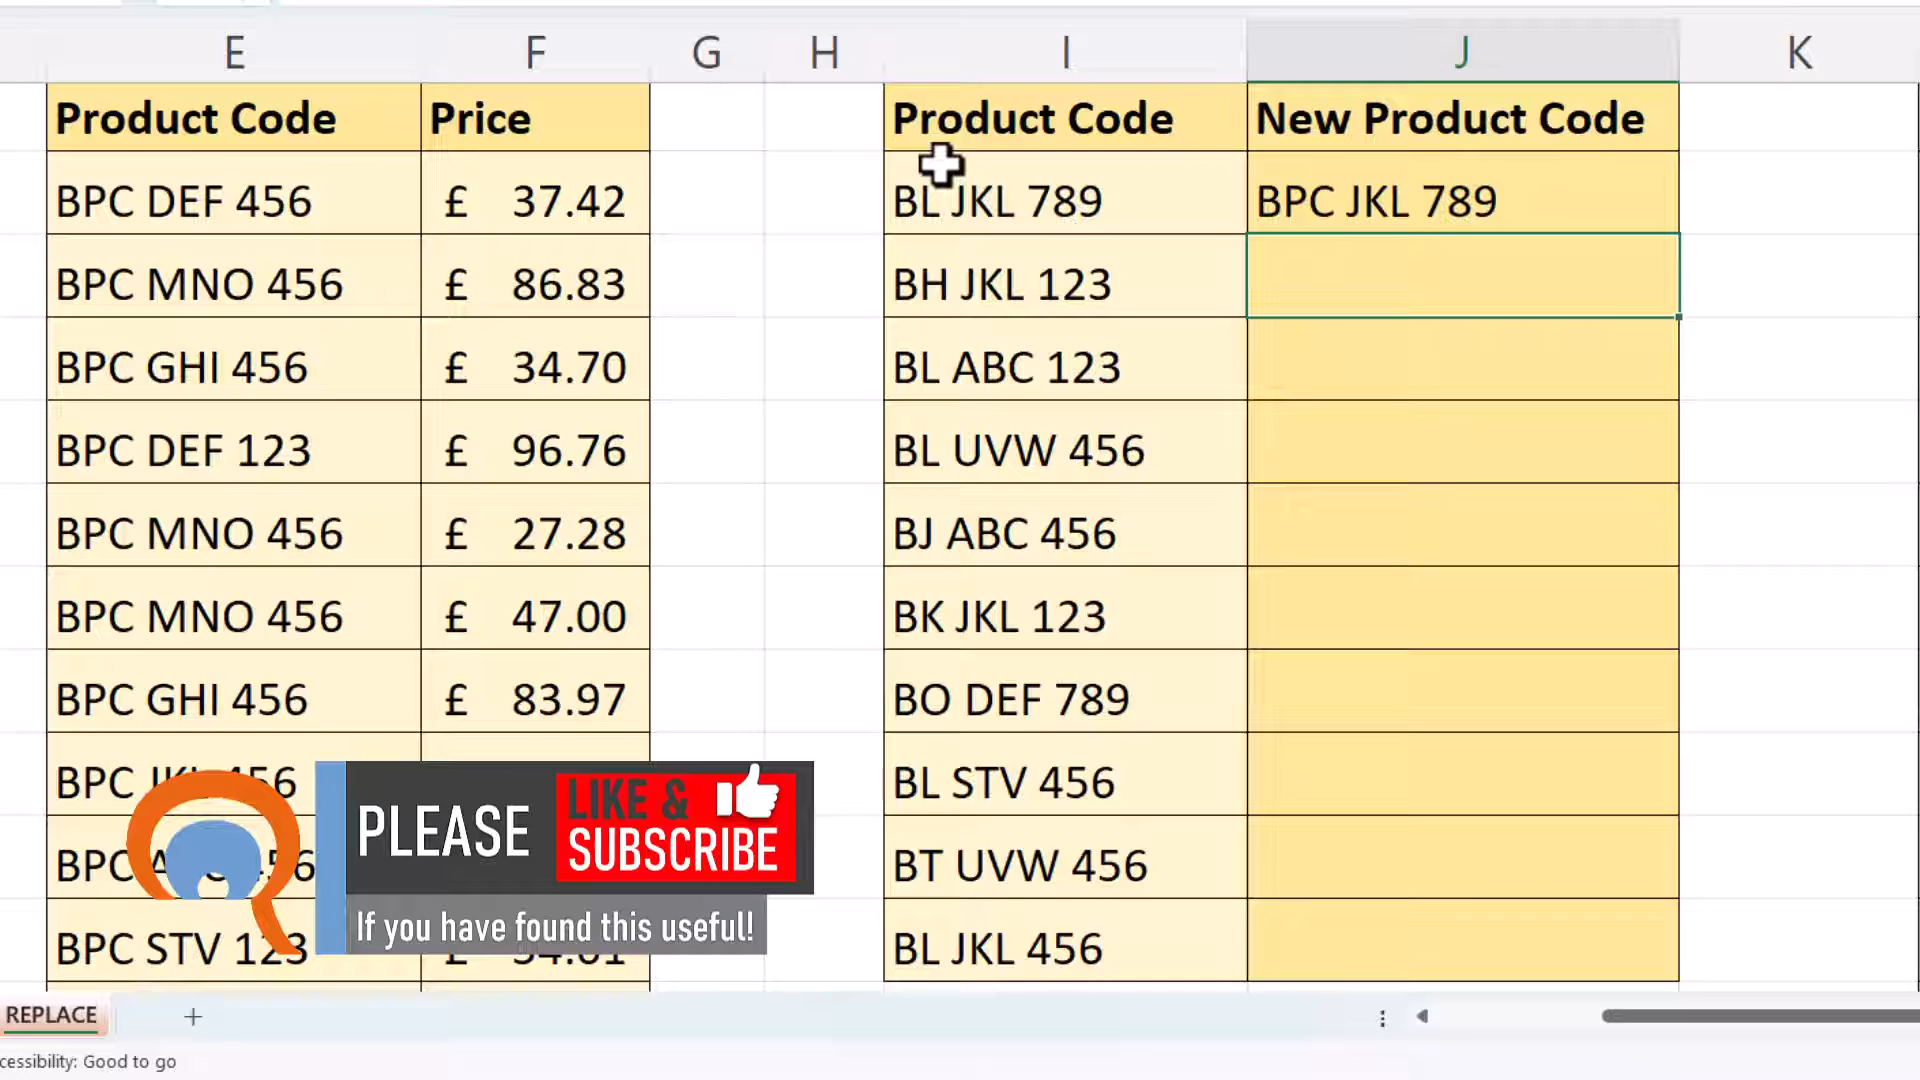 E F G H I J K
Product Code Price Product Code New Product Code
BPC DEF 456 £ 37.42 BL JKL 789 BPC JKL 789
BPC MNO 456 £ 86.83 BH JKL 123
BPC GHI 456 £ 34.70 BL ABC 123
BPC DEF 123 £ 96.76 BL UVW 456
BPC MNO 456 £ 27.28 BJ ABC 456
BPC MNO 456 £ 47.00 BK JKL 123
BPC GHI 456 £ 83.97 BO DEF 789
BPC JKL 456 BL STV 456
BPC BT UVW 456
BPC STV 123 £ BL JKL 456
PLEASE LIKE & SUBSCRIBE
If you have found this useful!
REPLACE
cessibility: Good to go